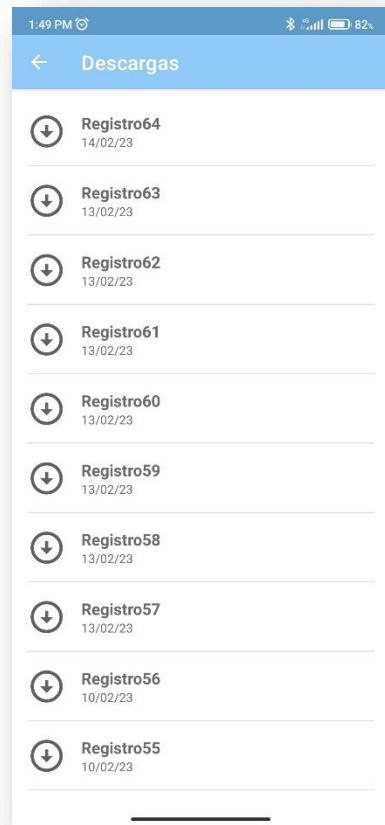 1:49 PM 4G 82%
Descargas
Registro64
14/02/23
Registro63
13/02/23
Registro62
13/02/23
Registro61
13/02/23
Registro60
13/02/23
Registro59
13/02/23
Registro58
13/02/23
Registro57
13/02/23
Registro56
10/02/23
Registro55
10/02/23